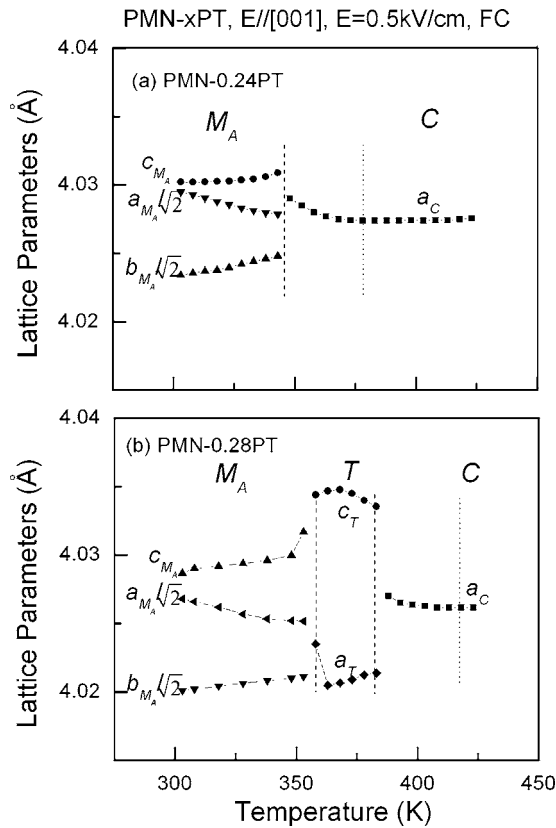 PMN-xPT, E//[001], E=0.5kV/cm, FC
4.04
(a) PMN-0.24PT
M_A
C
c_{M_A}
4.03
a_{M_A}/√2
a_C
b_{M_A}/√2
4.02
Lattice Parameters (Å)
4.04
(b) PMN-0.28PT
M_A
T
C
c_T
4.03
c_{M_A}
a_{M_A}/√2
a_C
a_T
b_{M_A}/√2
4.02
Lattice Parameters (Å)
300 350 400 450
Temperature (K)